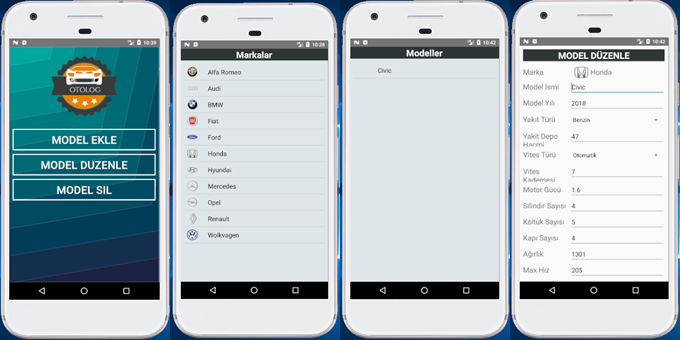 10:39
OTOLOG
MODEL EKLE
MODEL DUZENLE
MODEL SIL
10:28
Markalar
Alfa Romeo
Audi
BMW
Fiat
Ford
Honda
Hyundai
Mercedes
Opel
Renault
Wolkvagen
10:42
Modeller
Civic
10:42
MODEL DÜZENLE
Marka Honda
Model İsmi Civic
Model Yılı 2018
Yakıt Türü Benzin
Yakıt Depo 47
Hacmi
Vites Türü Otomatik
Vites 7
Kademesi
Motor Gücü 1.6
Silindir Sayısı 4
Koltuk Sayısı 5
Kapı Sayısı 4
Ağırlık 1301
Max Hız 205